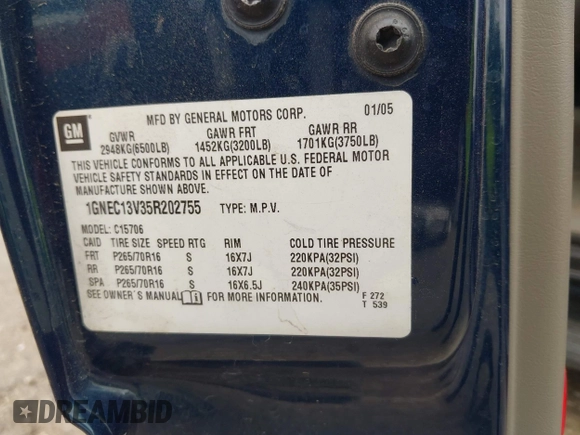 GM
MFD BY GENERAL MOTORS CORP. 01/05
GVWR GAWR FRT GAWR RR
2948KG(6500LB) 1452KG(3200LB) 1701KG(3750LB)
THIS VEHICLE CONFORMS TO ALL APPLICABLE U.S. FEDERAL MOTOR
VEHICLE SAFETY STANDARDS IN EFFECT ON THE DATE OF
MANUFACTURE SHOWN ABOVE.
1GNEC13V35R202755 TYPE: M.P.V.
MODEL: C15706
CAID TIRE SIZE SPEED RTG RIM COLD TIRE PRESSURE
FRT P265/70R16 S 16X7J 220KPA(32PSI)
RR P265/70R16 S 16X7J 220KPA(32PSI)
SPA P265/70R16 S 16X6.5J 240KPA(35PSI)
SEE OWNER'S MANUAL FOR MORE INFORMATION.
F 272
T 539
DREAMBID